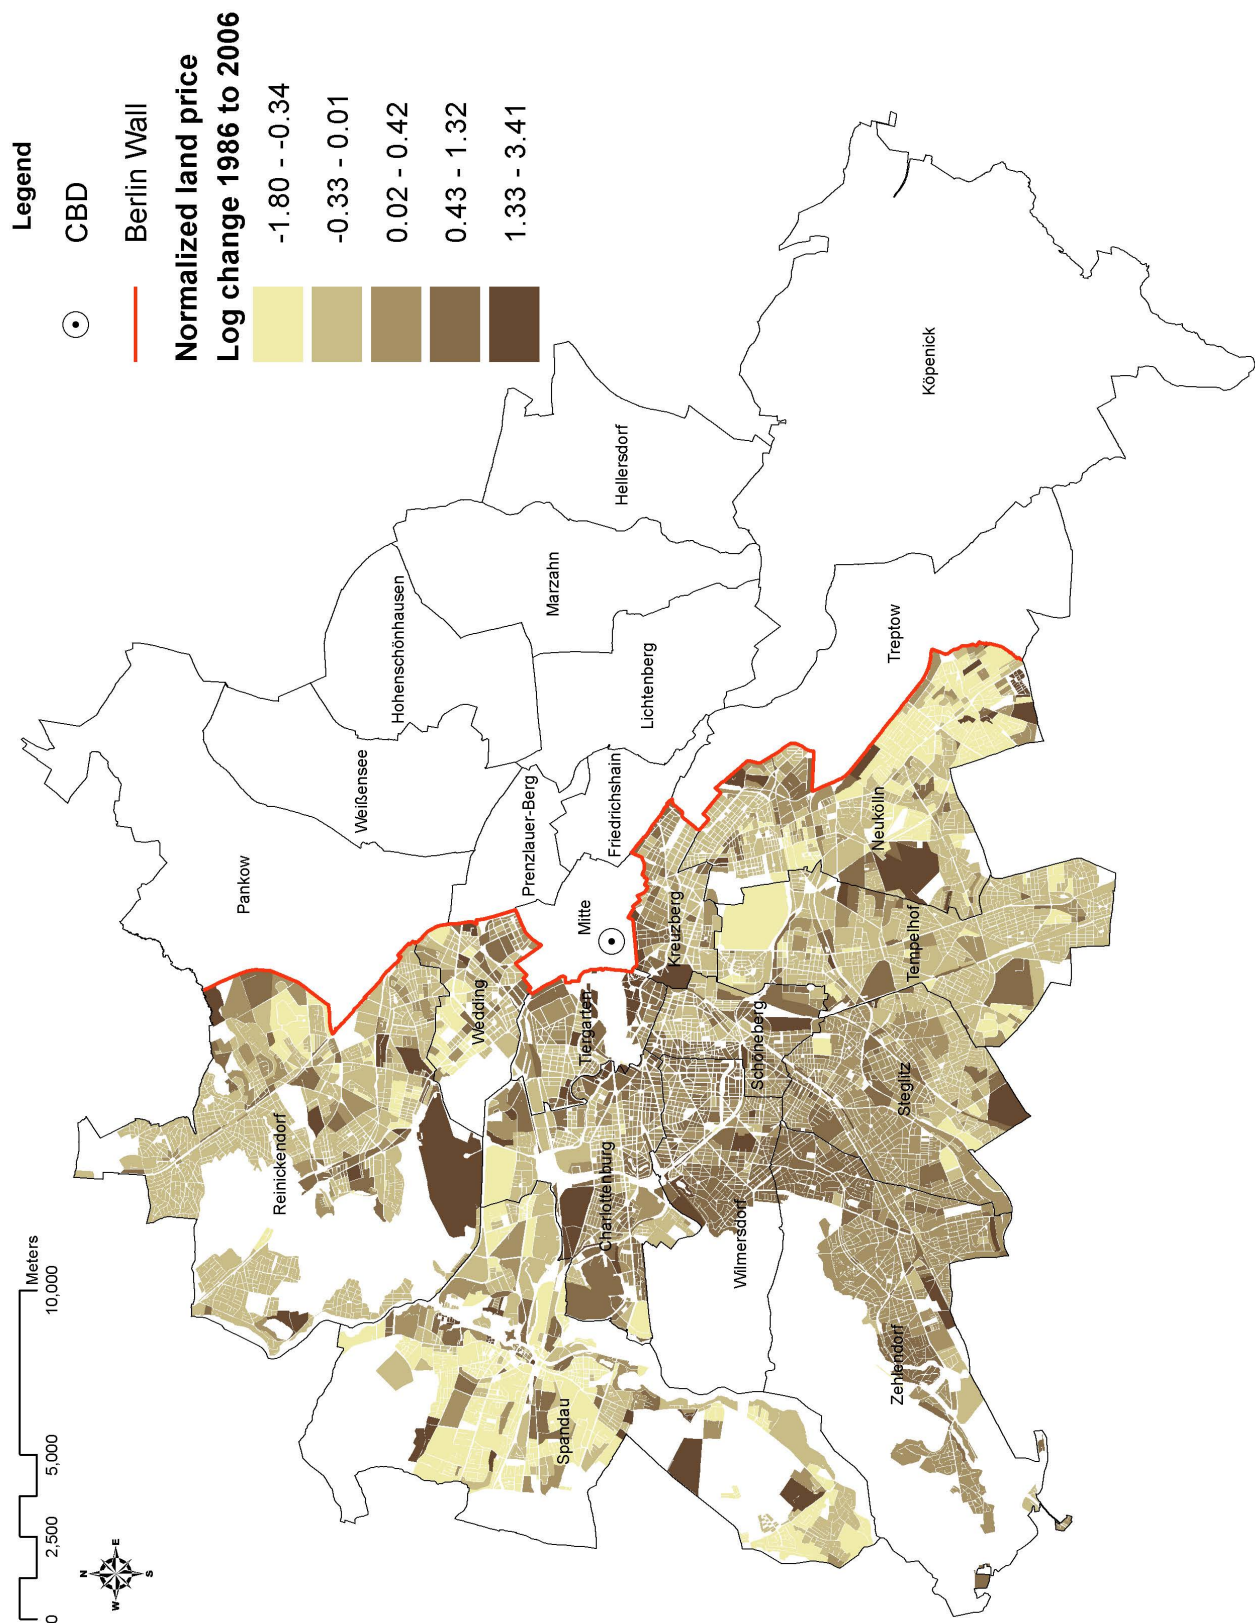 Legend
CBD
Berlin Wall
Normalized land price
Log change 1986 to 2006
-1.80 - -0.34
-0.33 - 0.01
0.02 - 0.42
0.43 - 1.32
1.33 - 3.41
0 2,500 5,000 10,000
Meters
N
W E
S
Pankow
Weißensee
Hohenschönhausen
Reinickendorf
Wedding
Prenzlauer-Berg
Marzahn
Hellersdorf
Spandau
Charlottenburg
Tiergarten
Mitte
Friedrichshain
Lichtenberg
Kreuzberg
Wilmersdorf
Schöneberg
Treptow
Köpenick
Neukölln
Zehlendorf
Steglitz
Tempelhof